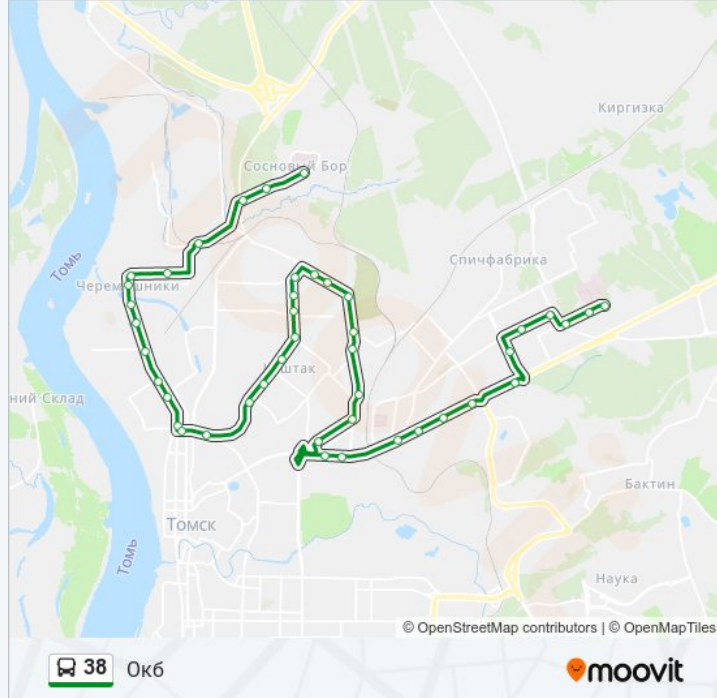 Киргизка
Сосновый Бор
Томь
Спичфабрика
Черемошники
ний Склад
Каштак
Бактин
Томск
Томь
Наука
© OpenStreetMap contributors | © OpenMapTiles
38 Окб
moovit